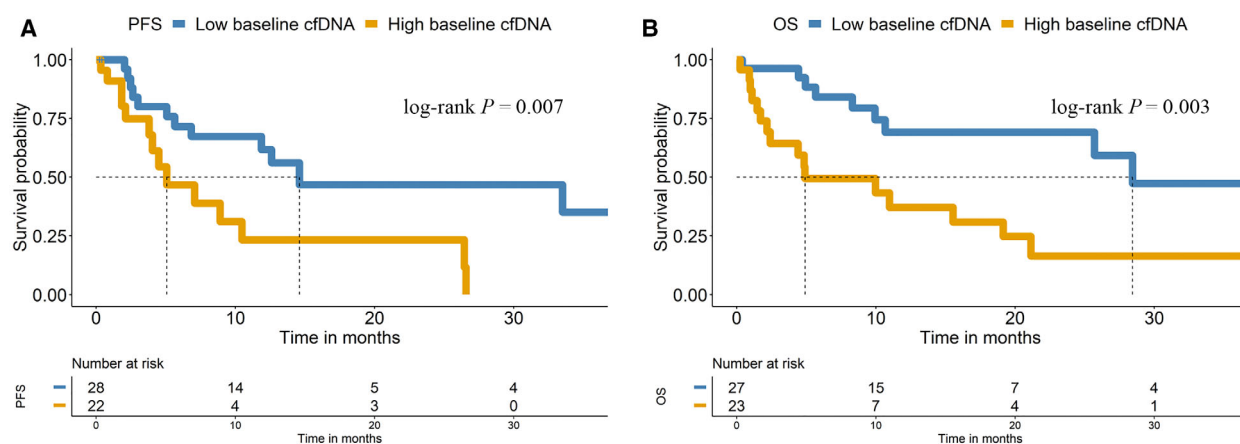 A
PFS Low baseline cfDNA High baseline cfDNA
1.00
0.75
0.50
0.25
0.00
Survival probability
log-rank P = 0.007
0 10 20 30
Time in months
Number at risk
PFS
28 14 5 4
22 4 3 0
0 10 20 30
Time in months
B
OS Low baseline cfDNA High baseline cfDNA
1.00
0.75
0.50
0.25
0.00
Survival probability
log-rank P = 0.003
0 10 20 30
Time in months
Number at risk
OS
27 15 7 4
23 7 4 1
0 10 20 30
Time in months